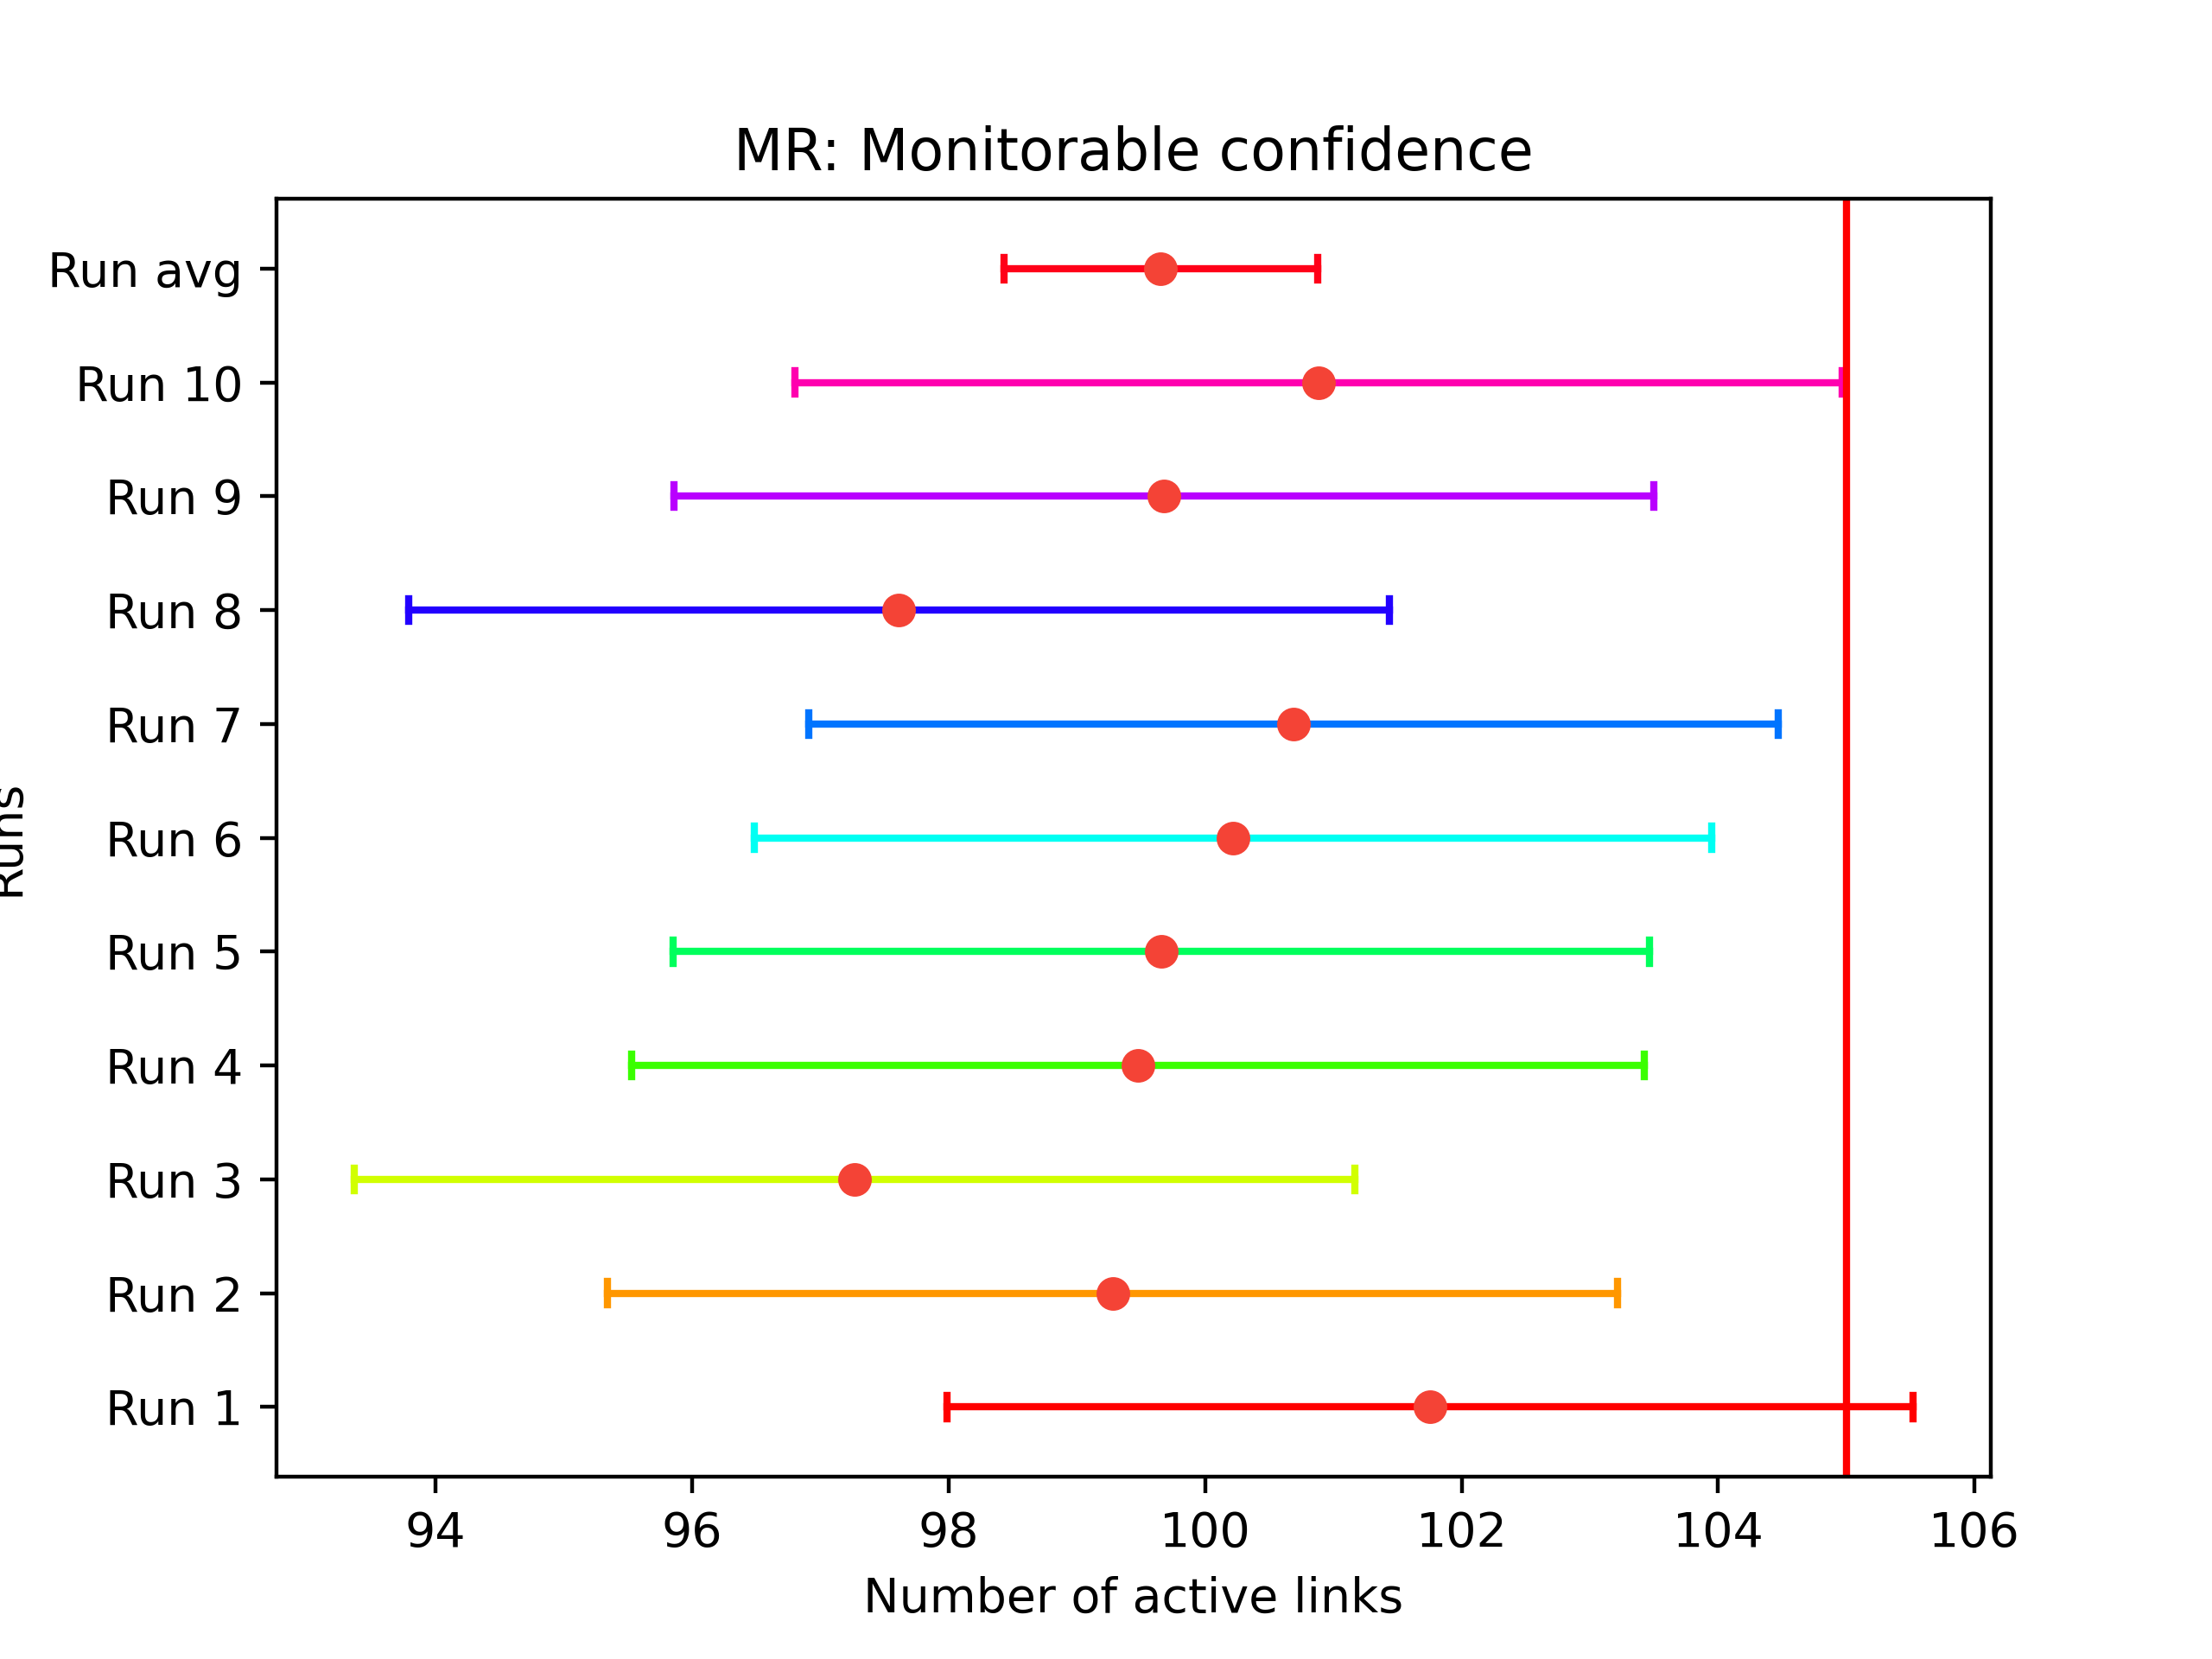 MR: Monitorable confidence
Run avg
Run 10
Run 9
Run 8
Run 7
Run 6
Run 5
Run 4
Run 3
Run 2
Run 1
Runs
94 96 98 100 102 104 106
Number of active links